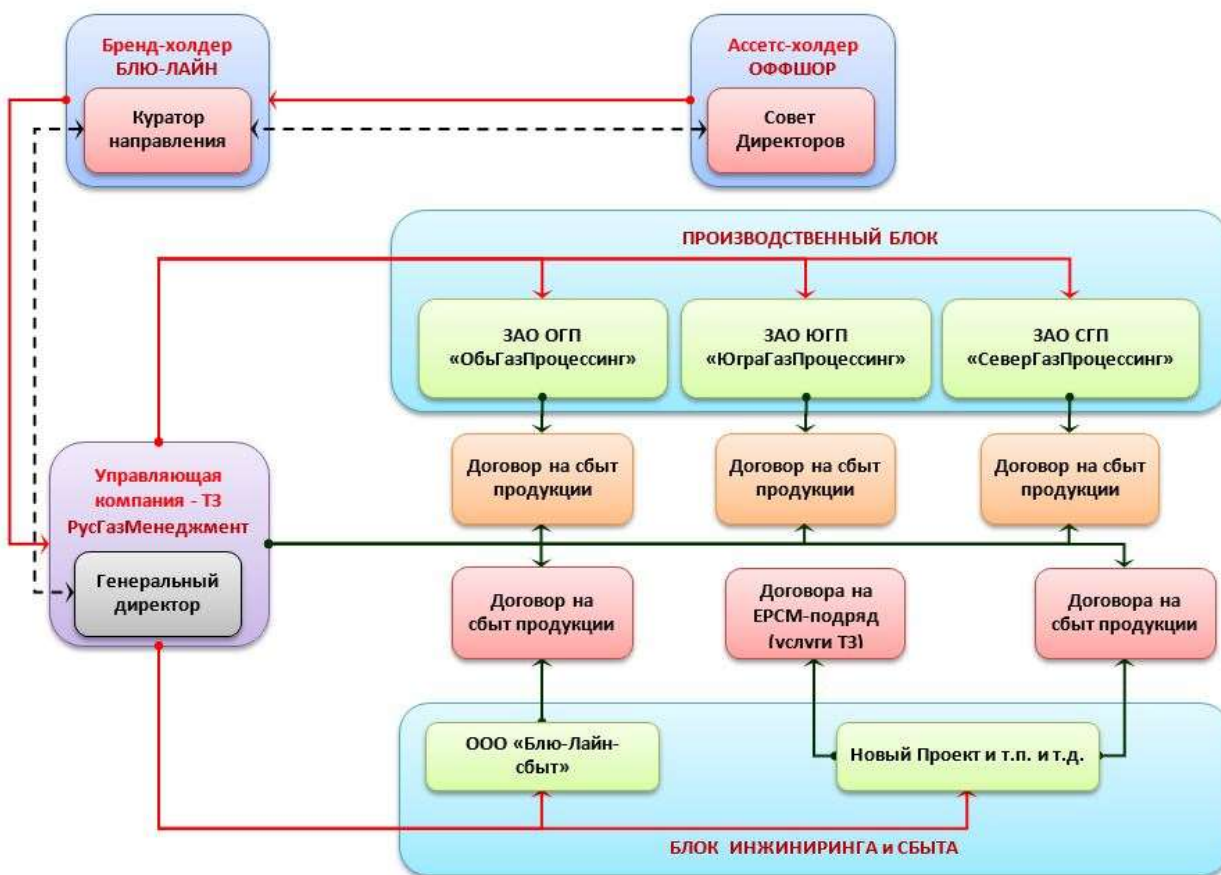 Бренд-холдер
БЛЮ-ЛАЙН
Куратор
направления
Ассетс-холдер
ОФФШОР
Совет
Директоров
ПРОИЗВОДСТВЕННЫЙ БЛОК
ЗАО ОГП
«ОбьГазПроцессинг»
ЗАО ЮГП
«ЮграГазПроцессинг»
ЗАО СГП
«СеверГазПроцессинг»
Договор на сбыт
продукции
Договор на сбыт
продукции
Договор на сбыт
продукции
Управляющая
компания - ТЗ
РусГазМенеджмент
Генеральный
директор
Договор на
сбыт продукции
Договора на
ЕРСМ-подряд
(услуги ТЗ)
Договора на
сбыт продукции
ООО «Блю-Лайн-
сбыт»
Новый Проект и т.п. и т.д.
БЛОК ИНЖИНИРИНГА и СБЫТА